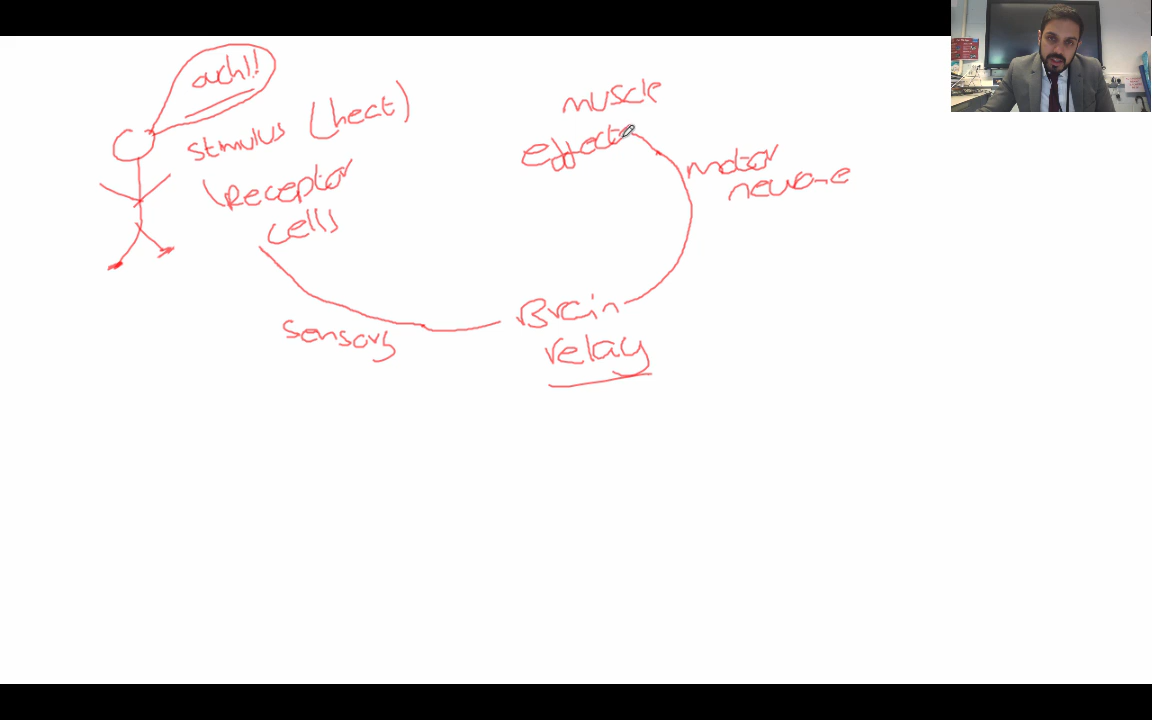 ouch!!
stimulus (heat)
Receptor
cells
sensory
Brain
relay
muscle
effector
motor
neurone